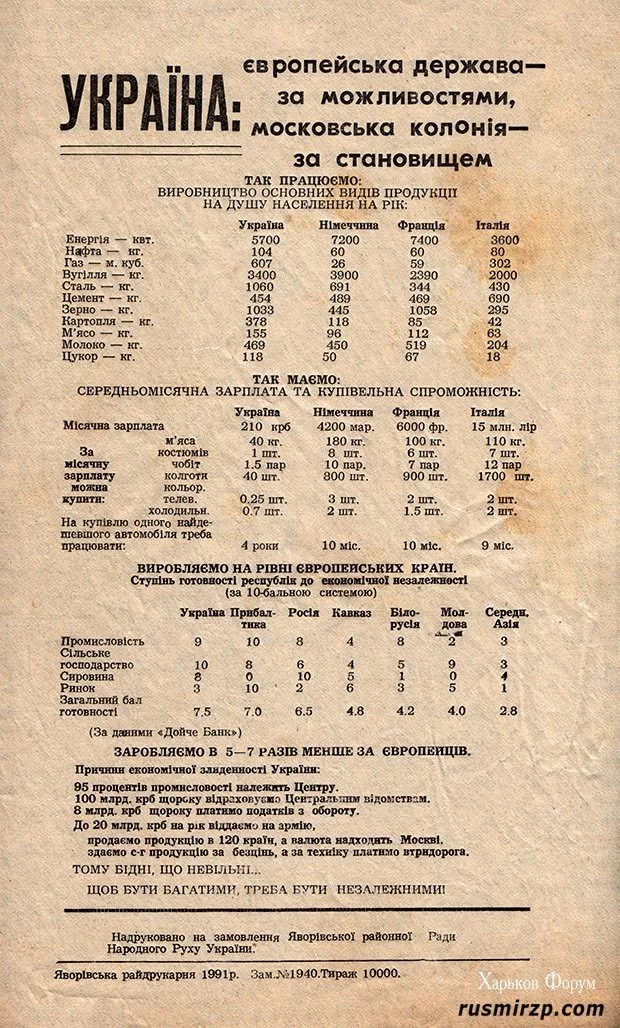 УКРАЇНА:
європейська держава—
за можливостями,
московська колонія—
за становищем
ТАК ПРАЦЮЄМО:
ВИРОБНИЦТВО ОСНОВНИХ ВИДІВ ПРОДУКЦІЇ
НА ДУШУ НАСЕЛЕННЯ НА РІК:
Україна Німеччина Франція Італія
Енергія — квт. 5700 7200 7400 3600
Нафта — кг. 104 60 60 80
Газ — м. куб. 607 26 59 302
Вугілля — кг. 3400 3900 2390 2000
Сталь — кг. 1060 691 344 430
Цемент — кг. 454 489 469 690
Зерно — кг. 1033 445 1058 295
Картопля — кг. 378 118 85 42
М'ясо — кг. 155 96 112 63
Молоко — кг. 469 450 519 204
Цукор — кг. 118 50 67 18
ТАК МАЄМО:
СЕРЕДНЬОМІСЯЧНА ЗАРПЛАТА ТА КУПІВЕЛЬНА СПРОМОЖНІСТЬ:
Україна Німеччина Франція Італія
Місячна зарплата 210 крб 4200 мар. 6000 фр. 15 млн. лір
м'яса 40 кг. 180 кг. 100 кг. 110 кг.
За костюмів 1 шт. 8 шт. 6 шт. 7 шт.
місячну чобіт 1.5 пар 10 пар. 7 пар 12 пар
зарплату колготи 40 шт. 800 шт. 900 шт. 1700 шт.
можна кольор.
купити: телев. 0,25 шт. 3 шт. 2 шт. 2 шт.
холодильн. 0.7 шт. 2 шт. 1,5 шт. 2 шт.
На купівлю одного найде-
шевшого автомобіля треба
працювати: 4 роки 10 міс. 10 міс. 9 міс.
ВИРОБЛЯЄМО НА РІВНІ ЄВРОПЕЙСЬКИХ КРАЇН.
Ступінь готовності республік до економічної незалежності
(за 10-бальною системою)
Україна Прибал- Росія Кавказ Біло- Мол- Середн.
тика русія дова Азія
Промисловість 9 10 8 4 8 2 3
Сільське
господарство 10 8 6 4 5 9 3
Сировина 8 0 10 5 1 0 4
Ринок 3 10 2 6 3 5 1
Загальний бал
готовності 7.5 7.0 6.5 4.8 4.2 4.0 2.8
(За даними «Дойче Банк»)
ЗАРОБЛЯЄМО В 5—7 РАЗІВ МЕНШЕ ЗА ЄВРОПЕЙЦІВ.
Причини економічної злиденності України:
95 процентів промисловості належить Центру.
100 млрд. крб щороку відраховуємо Центральним відомствам.
8 млрд. крб щороку платимо податків з обороту.
До 20 млрд. крб на рік віддаємо на армію,
продаємо продукцію в 120 країн, а валюта надходить Москві,
здаємо с-г продукцію за безцінь, а за техніку платимо втридорога.
ТОМУ БІДНІ, ЩО НЕВІЛЬНІ...
ЩОБ БУТИ БАГАТИМИ, ТРЕБА БУТИ НЕЗАЛЕЖНИМИ!
Надруковано на замовлення Яворівської районної Ради
Народного Руху України.
Яворівська райдрукарня 1991р. Зам.№1940. Тираж 10000.
Харьков Форум
rusmirzp.com